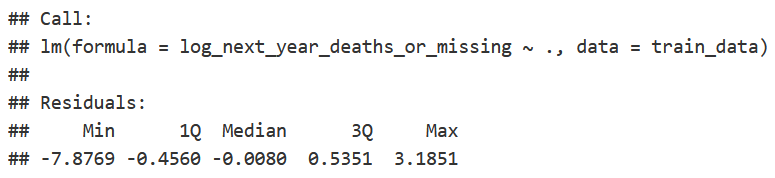 ## Call:
## lm(formula = log_next_year_deaths_or_missing ~ ., data = train_data)
##
## Residuals:
##     Min      1Q  Median      3Q     Max
## -7.8769 -0.4560 -0.0080  0.5351  3.1851